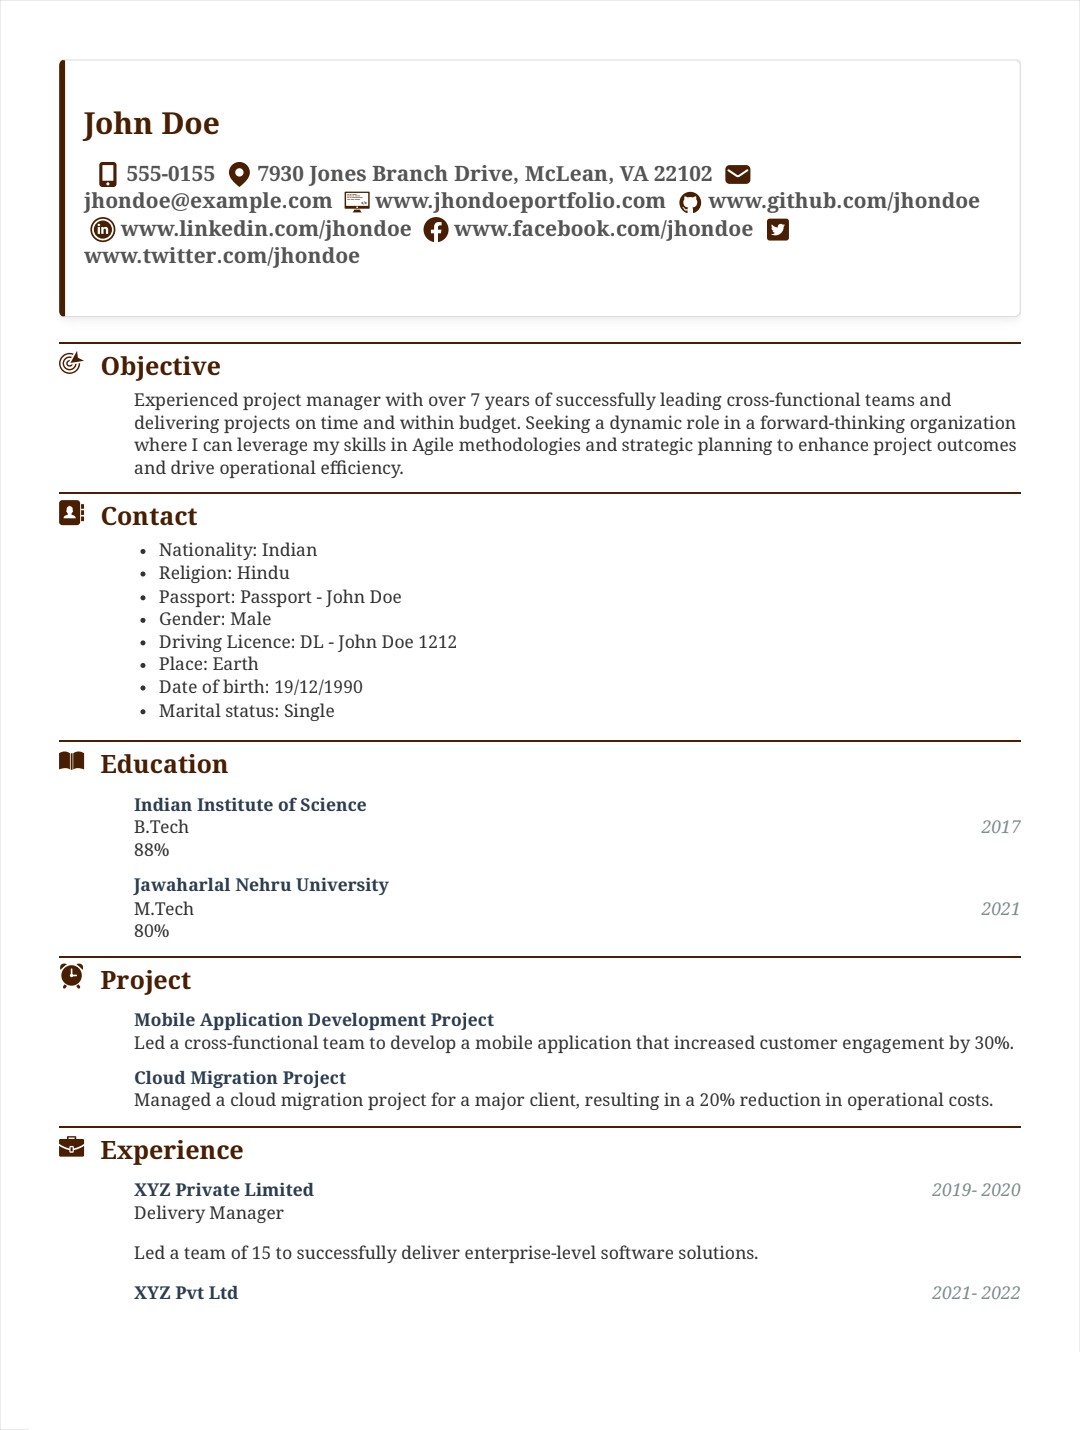 John Doe
555-0155 7930 Jones Branch Drive, McLean, VA 22102
jhondoe@example.com www.jhondoeportfolio.com www.github.com/jhondoe
www.linkedin.com/jhondoe www.facebook.com/jhondoe
www.twitter.com/jhondoe
Objective
Experienced project manager with over 7 years of successfully leading cross-functional teams and
delivering projects on time and within budget. Seeking a dynamic role in a forward-thinking organization
where I can leverage my skills in Agile methodologies and strategic planning to enhance project outcomes
and drive operational efficiency.
Contact
• Nationality: Indian
• Religion: Hindu
• Passport: Passport - John Doe
• Gender: Male
• Driving Licence: DL - John Doe 1212
• Place: Earth
• Date of birth: 19/12/1990
• Marital status: Single
Education
Indian Institute of Science
B.Tech 2017
88%
Jawaharlal Nehru University
M.Tech 2021
80%
Project
Mobile Application Development Project
Led a cross-functional team to develop a mobile application that increased customer engagement by 30%.
Cloud Migration Project
Managed a cloud migration project for a major client, resulting in a 20% reduction in operational costs.
Experience
XYZ Private Limited 2019- 2020
Delivery Manager
Led a team of 15 to successfully deliver enterprise-level software solutions.
XYZ Pvt Ltd 2021- 2022